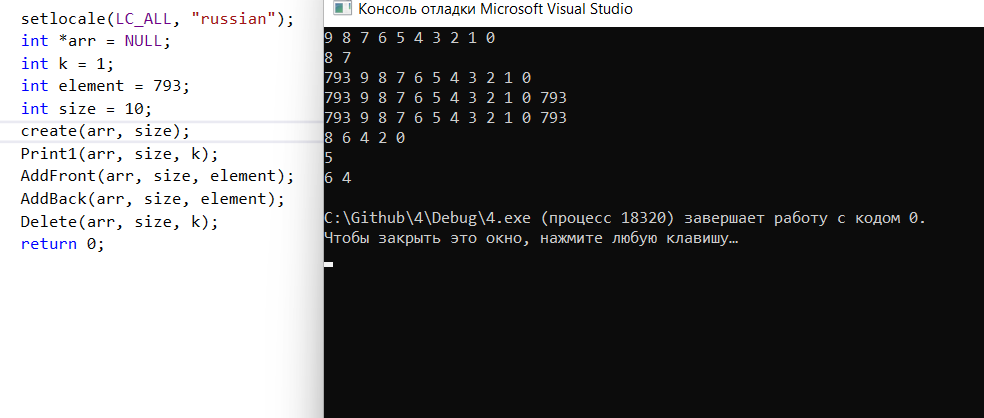 setlocale(LC_ALL, "russian");
int *arr = NULL;
int k = 1;
int element = 793;
int size = 10;
create(arr, size);
Print1(arr, size, k);
AddFront(arr, size, element);
AddBack(arr, size, element);
Delete(arr, size, k);
return 0;
Консоль отладки Microsoft Visual Studio
9 8 7 6 5 4 3 2 1 0
8 7
793 9 8 7 6 5 4 3 2 1 0
793 9 8 7 6 5 4 3 2 1 0 793
793 9 8 7 6 5 4 3 2 1 0 793
8 6 4 2 0
5
6 4
C:\Github\4\Debug\4.exe (процесс 18320) завершает работу с кодом 0.
Чтобы закрыть это окно, нажмите любую клавишу…